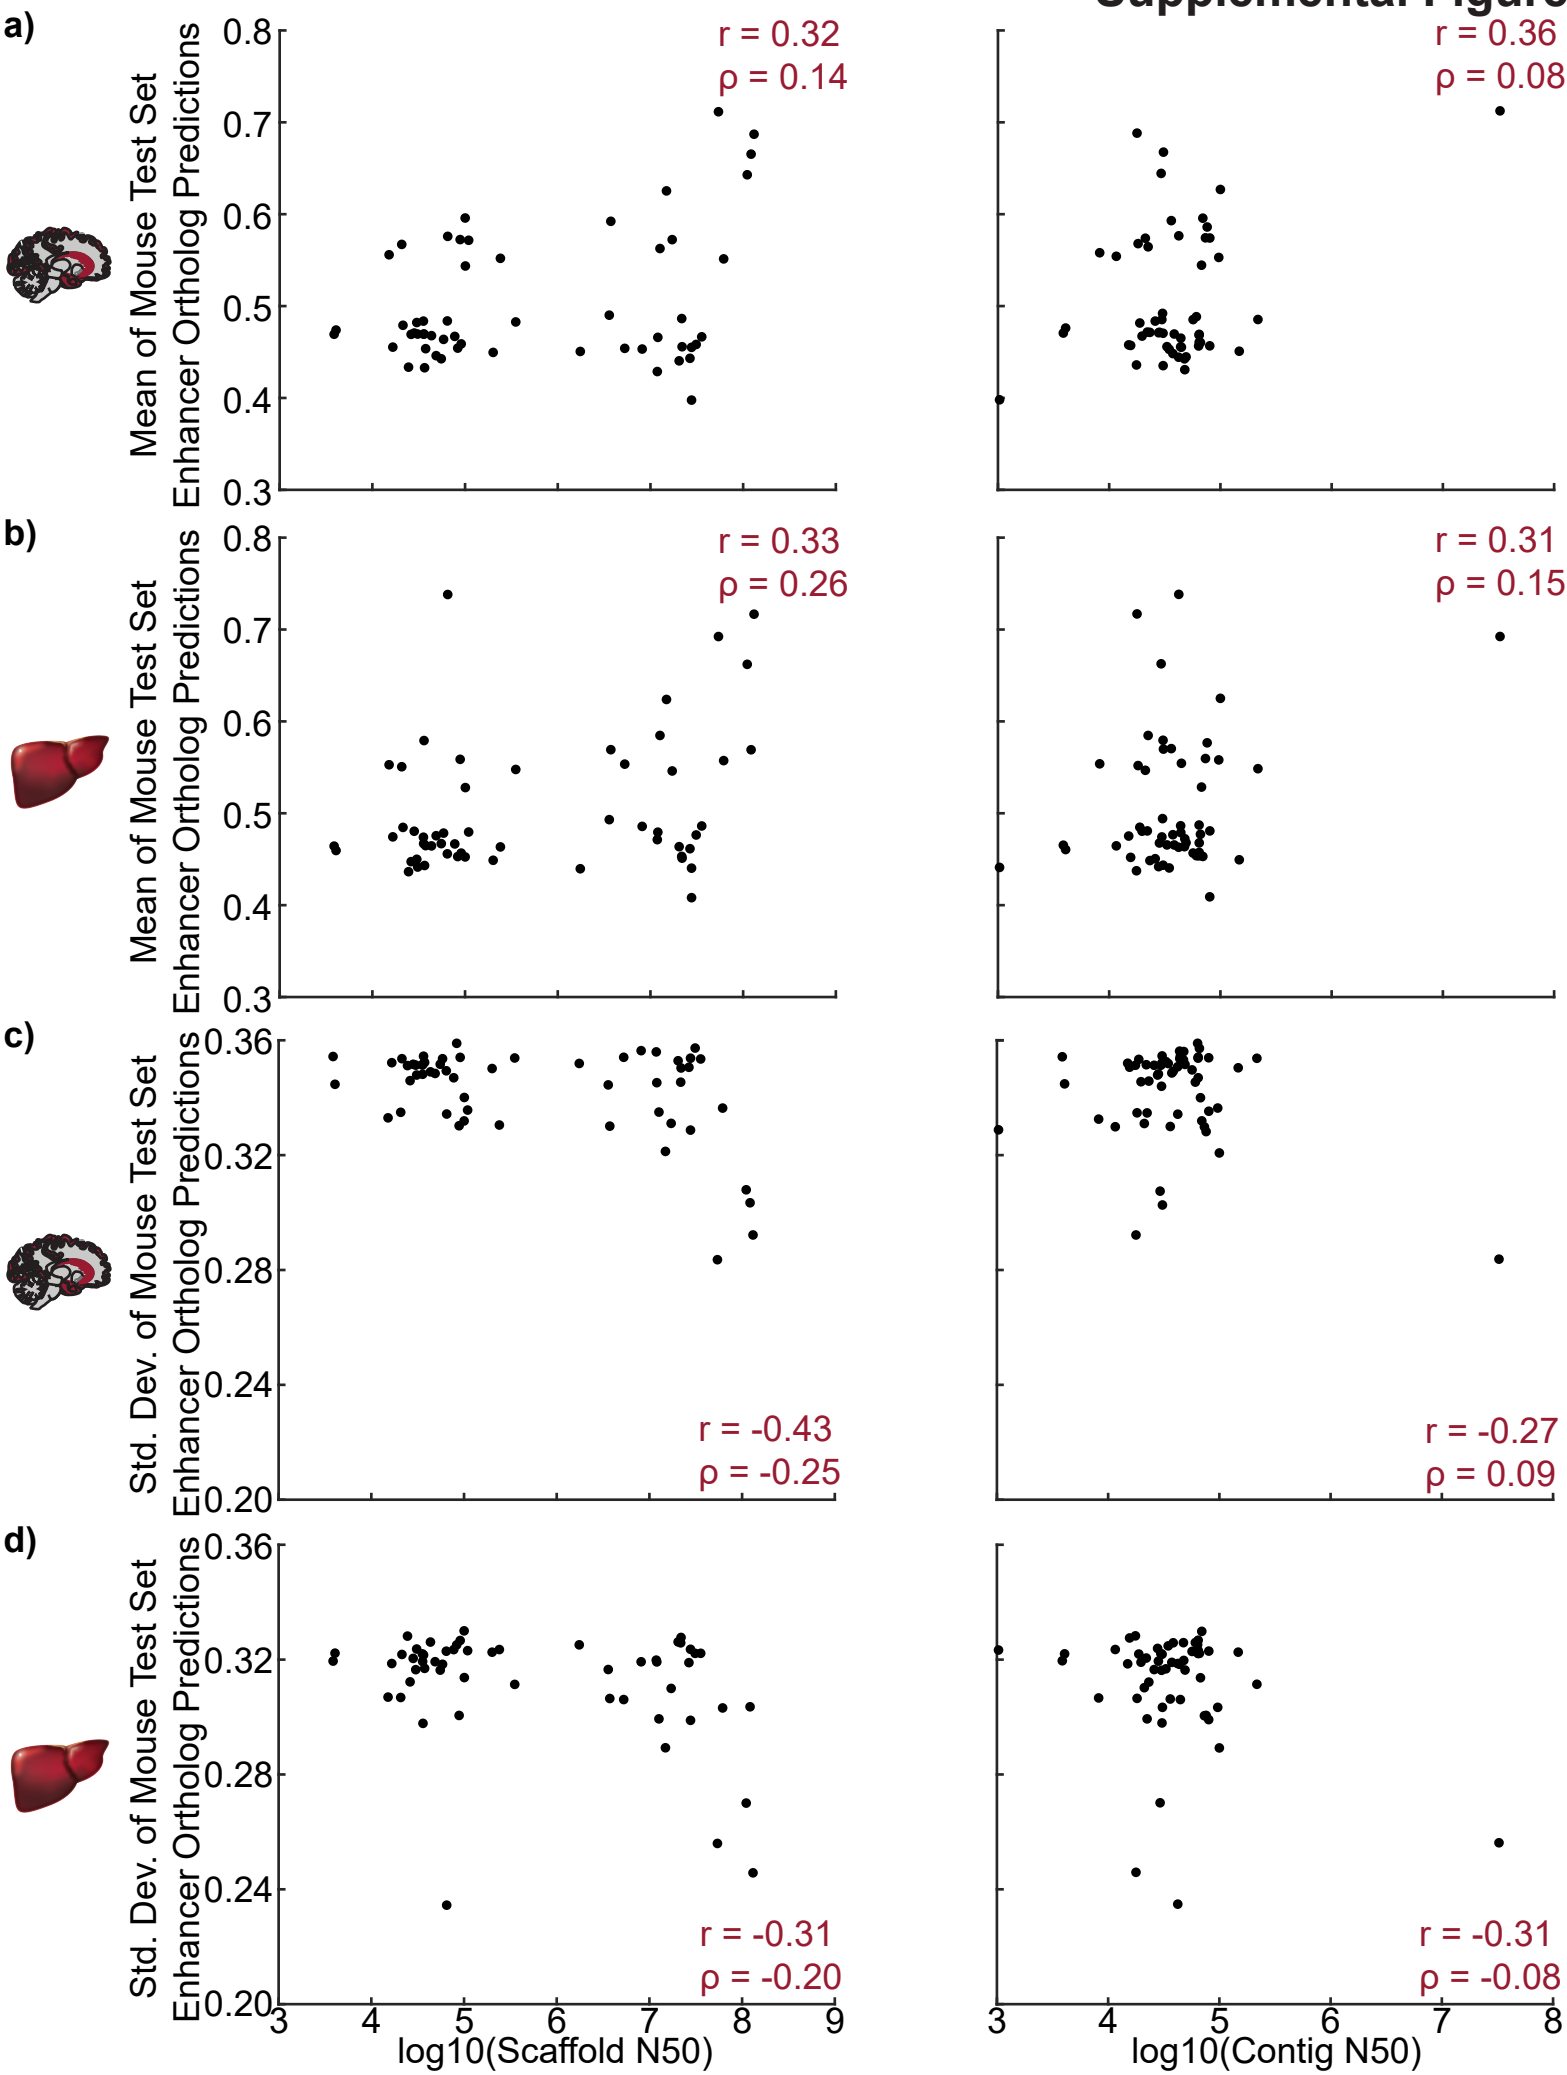 Supplemental Figure
a)
Mean of Mouse Test Set
Enhancer Ortholog Predictions
0.8
0.7
0.6
0.5
0.4
0.3
r = 0.32
ρ = 0.14
r = 0.36
ρ = 0.08
b)
Mean of Mouse Test Set
Enhancer Ortholog Predictions
0.8
0.7
0.6
0.5
0.4
0.3
r = 0.33
ρ = 0.26
r = 0.31
ρ = 0.15
c)
Std. Dev. of Mouse Test Set
Enhancer Ortholog Predictions
0.36
0.32
0.28
0.24
0.20
r = -0.43
ρ = -0.25
r = -0.27
ρ = 0.09
d)
Std. Dev. of Mouse Test Set
Enhancer Ortholog Predictions
0.36
0.32
0.28
0.24
0.20
r = -0.31
ρ = -0.20
r = -0.31
ρ = -0.08
3 4 5 6 7 8 9
log10(Scaffold N50)
3 4 5 6 7 8
log10(Contig N50)